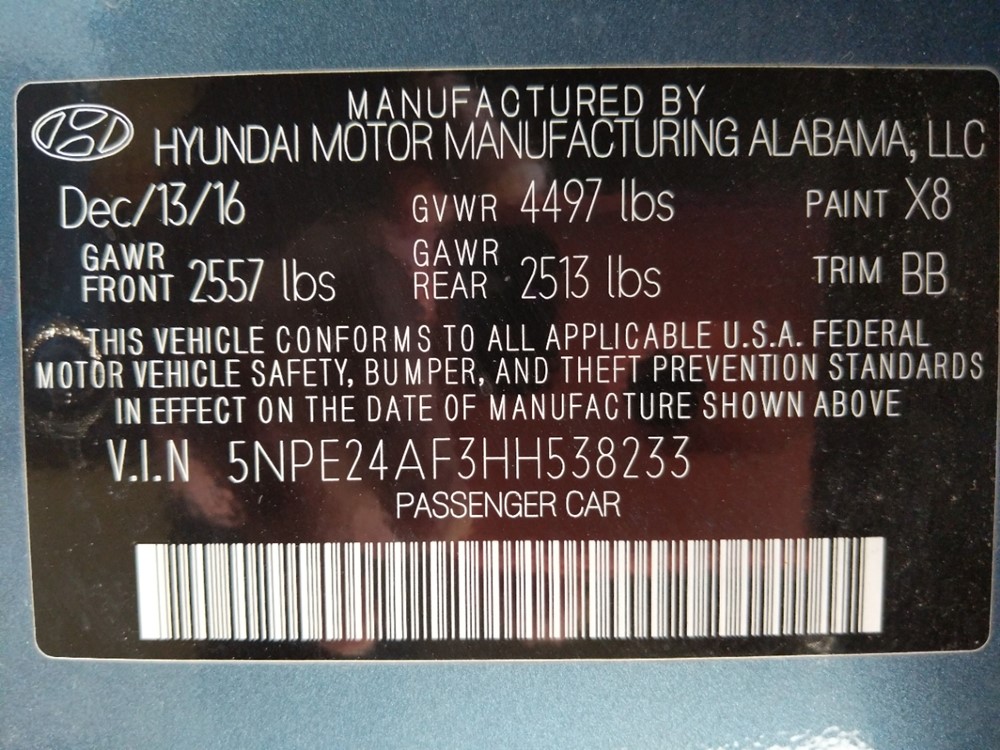 MANUFACTURED BY
HYUNDAI MOTOR MANUFACTURING ALABAMA, LLC
Dec/13/16 GVWR 4497 lbs PAINT X8
GAWR FRONT 2557 lbs GAWR REAR 2513 lbs TRIM BB
THIS VEHICLE CONFORMS TO ALL APPLICABLE U.S.A. FEDERAL
MOTOR VEHICLE SAFETY, BUMPER, AND THEFT PREVENTION STANDARDS
IN EFFECT ON THE DATE OF MANUFACTURE SHOWN ABOVE
V.I.N 5NPE24AF3HH538233
PASSENGER CAR